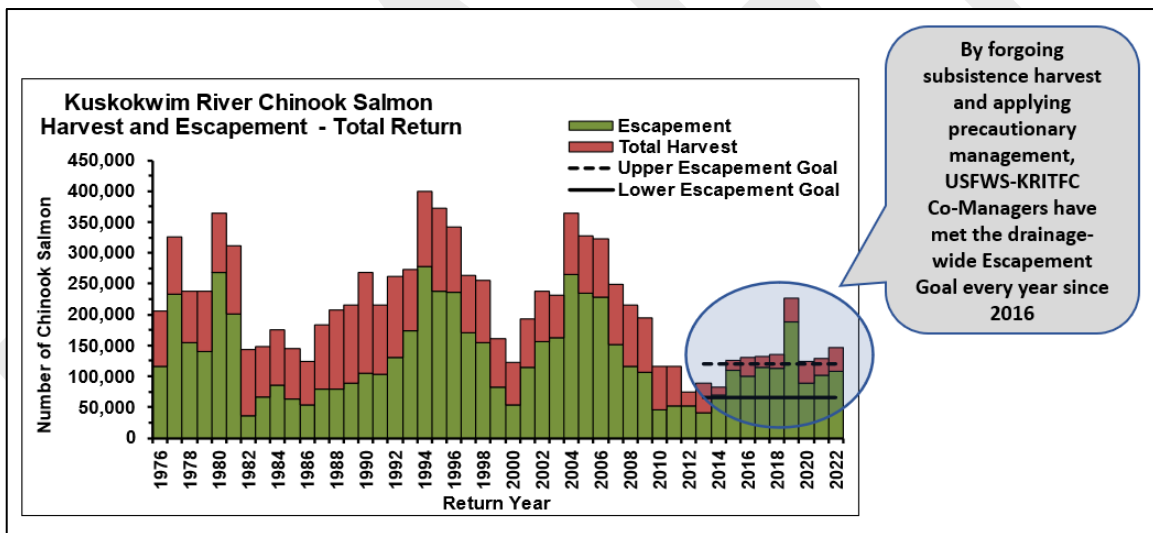 Kuskokwim River Chinook Salmon
Harvest and Escapement - Total Return
Escapement
Total Harvest
Upper Escapement Goal
Lower Escapement Goal
Number of Chinook Salmon
450,000
400,000
350,000
300,000
250,000
200,000
150,000
100,000
50,000
0
1976
1978
1980
1982
1984
1986
1988
1990
1992
1994
1996
1998
2000
2002
2004
2006
2008
2010
2012
2014
2016
2018
2020
2022
Return Year
By forgoing
subsistence harvest
and applying
precautionary
management,
USFWS-KRITFC
Co-Managers have
met the drainage-
wide Escapement
Goal every year since
2016